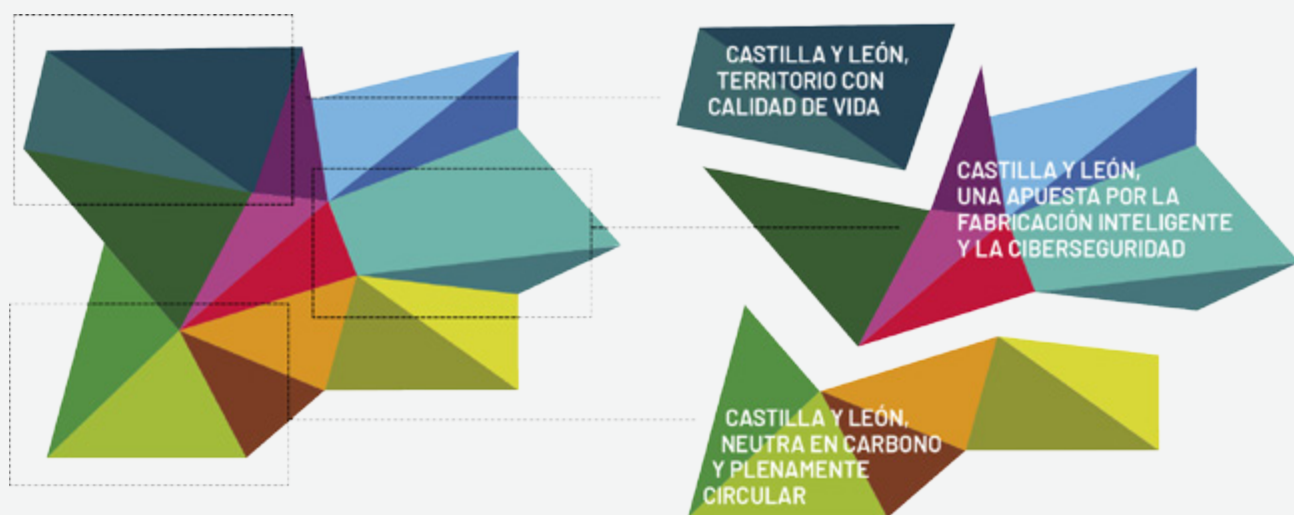 CASTILLA Y LEÓN,
TERRITORIO CON
CALIDAD DE VIDA
CASTILLA Y LEÓN,
UNA APUESTA POR LA
FABRICACIÓN INTELIGENTE
Y LA CIBERSEGURIDAD
CASTILLA Y LEÓN,
NEUTRA EN CARBONO
Y PLENAMENTE
CIRCULAR